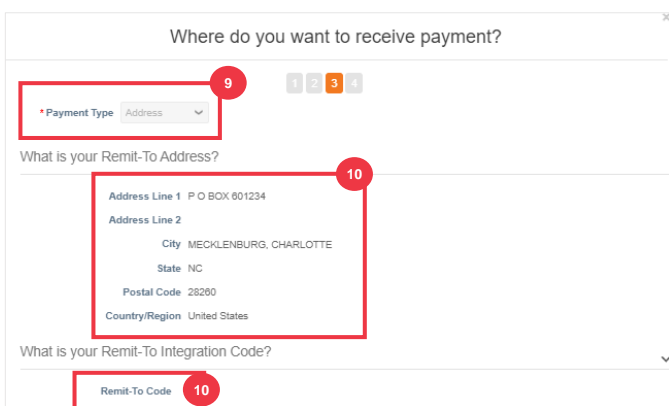 Where do you want to receive payment?
1 2 3 4
9
* Payment Type Address
What is your Remit-To Address?
10
Address Line 1 P O BOX 601234
Address Line 2
City MECKLENBURG, CHARLOTTE
State NC
Postal Code 28260
Country/Region United States
What is your Remit-To Integration Code?
Remit-To Code 10